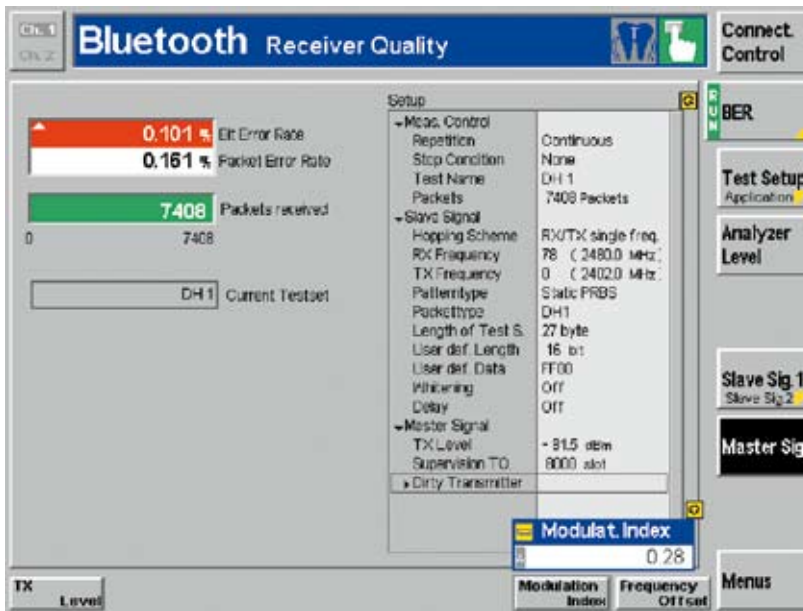 Ch. 1
Ch. 2
Bluetooth Receiver Quality
Connect. Control
0.101 % Bit Error Rate
0.161 % Packet Error Rate
7408 Packets received
0 7408
DH 1 Current Testset
Setup
Meas. Control
Repetition Continuous
Stop Condition None
Test Name DH 1
Packets 7408 Packets
Slave Signal
Hopping Scheme RX/TX single freq.
RX Frequency 78 ( 2480.0 MHz
TX Frequency 0 ( 2402.0 MHz
Patterntype Static PRBS
Packettype DH1
Length of Test S. 27 byte
User def. Length 16 bit
User def. Data FF00
Whitening Off
Delay Off
Master Signal
TX Level
Supervision TO. 8000 slot
Dirty Transmitter
Modulat. Index
0.28
RUN
BER
Test Setup
Application
Analyzer Level
Slave Sig.1
Slave Sig.2
Master Sig
Menus
TX Level
Modulation Index
Frequency Offset